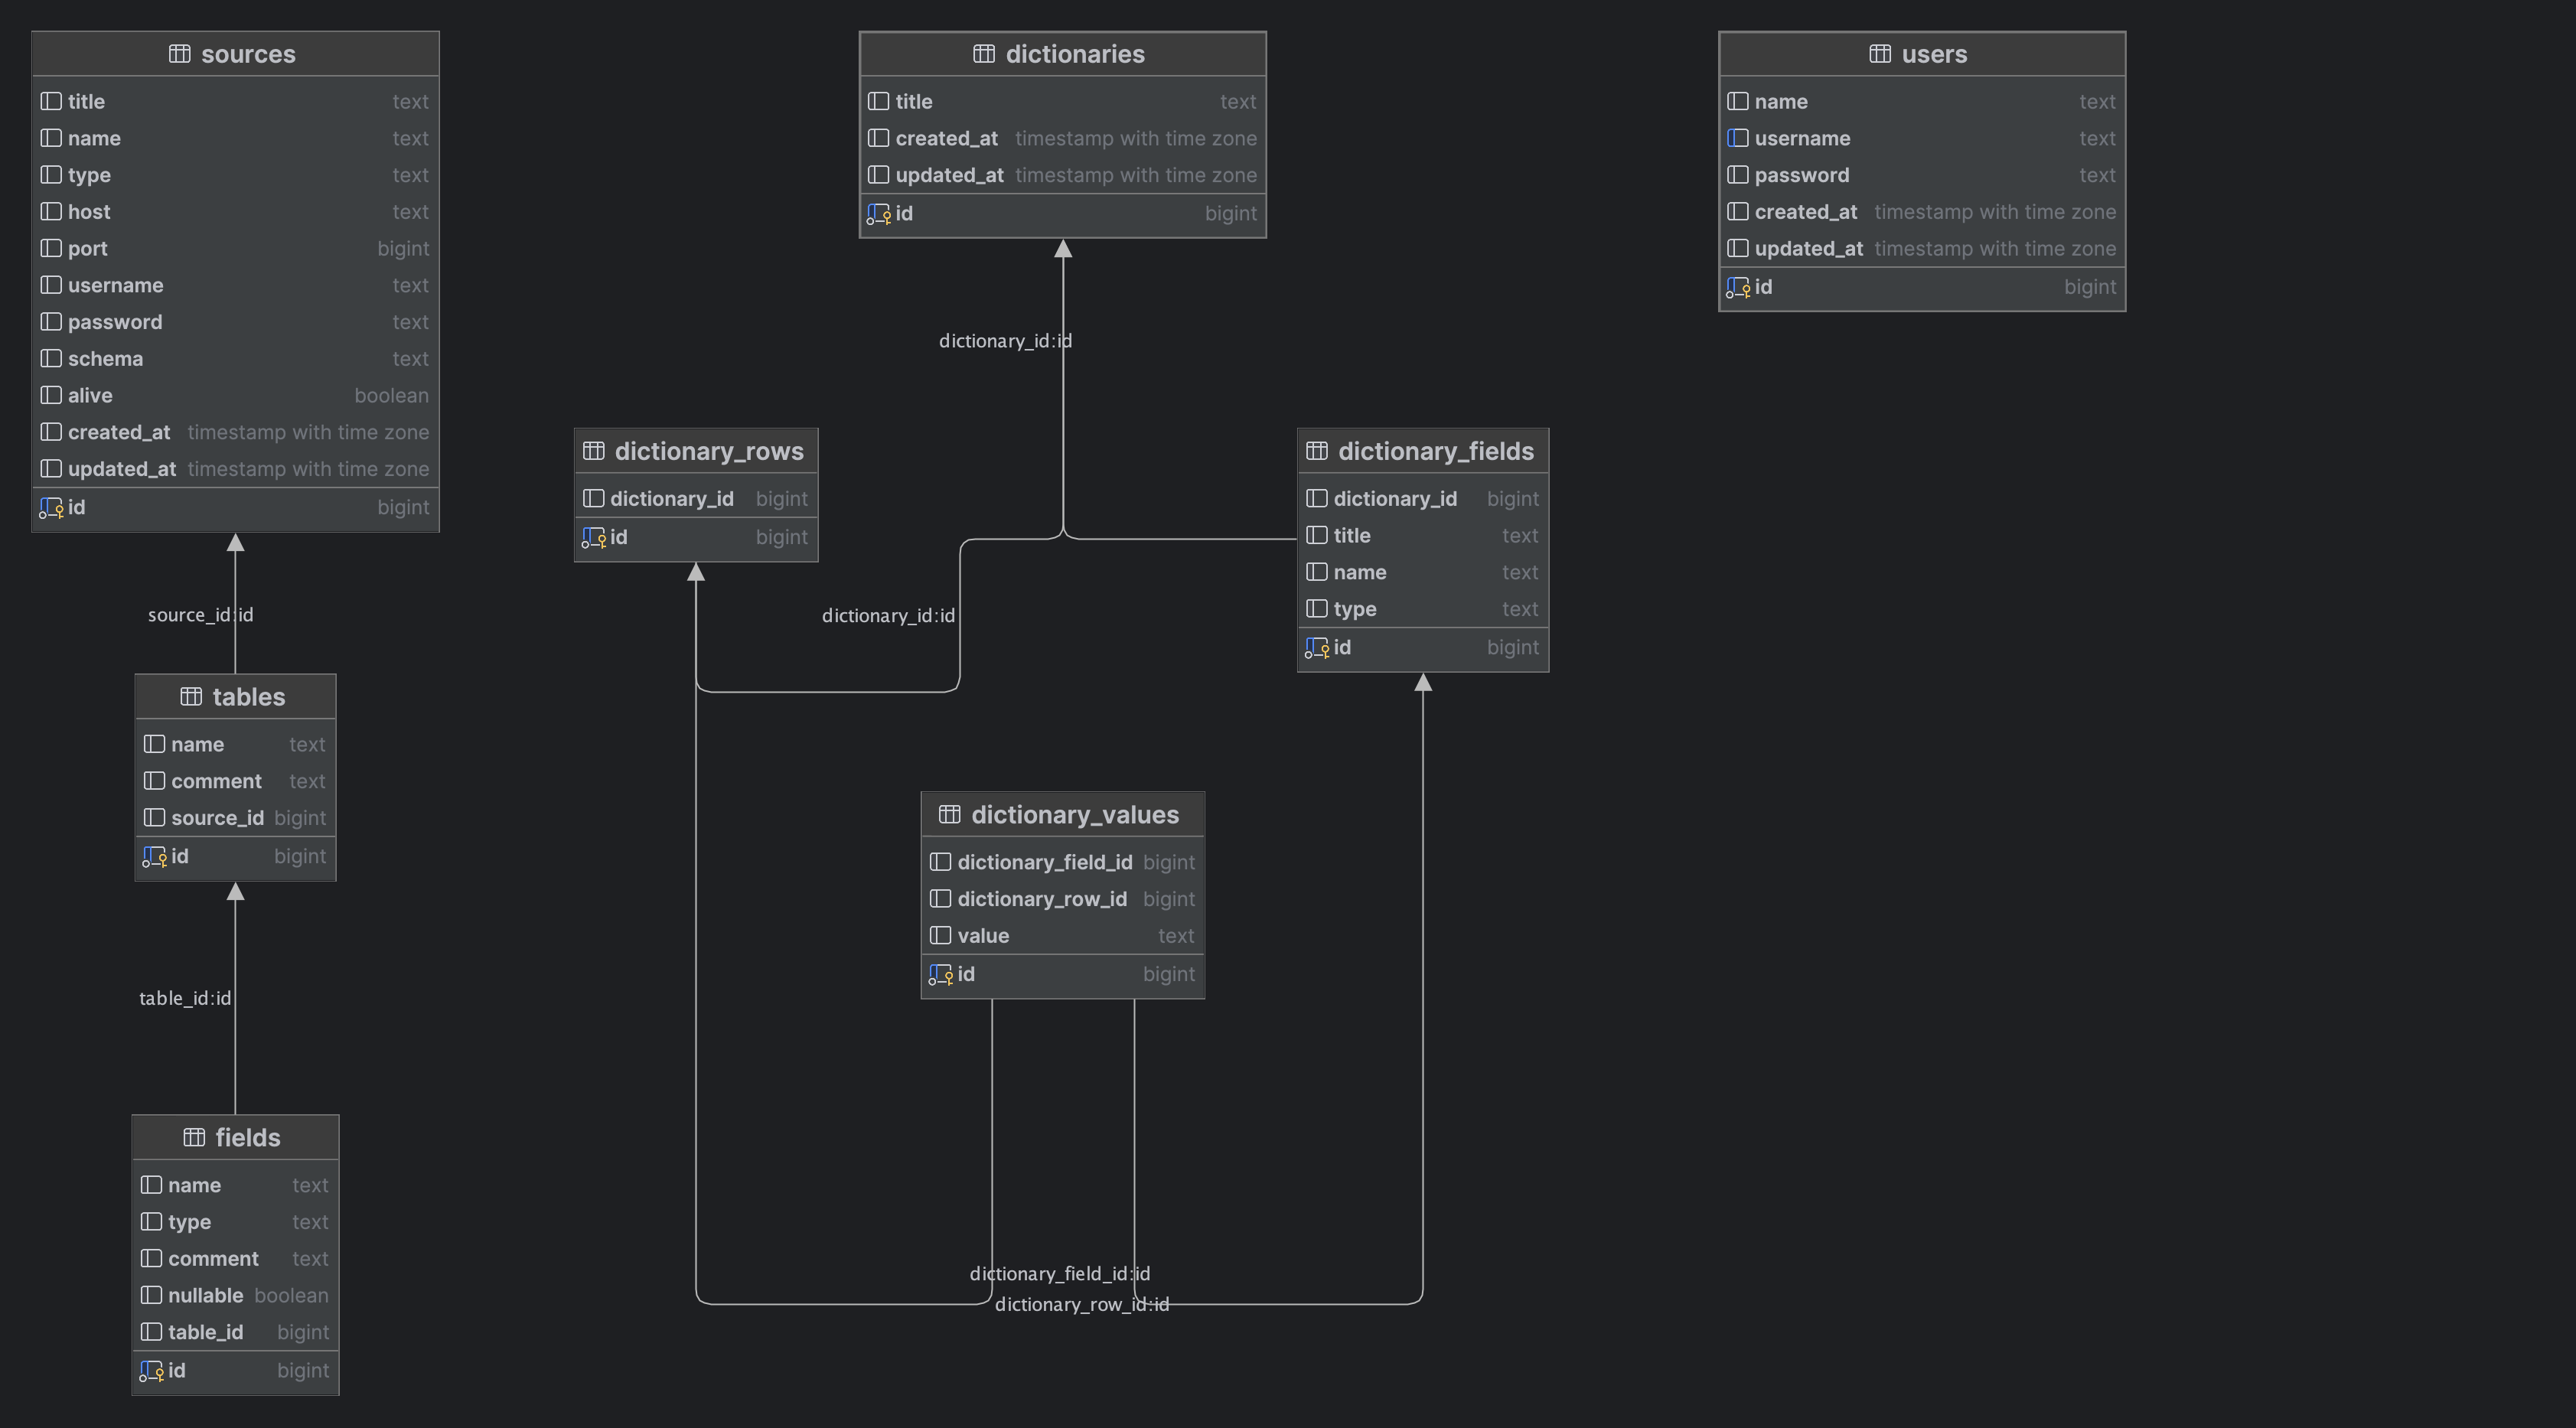 sources
title text
name text
type text
host text
port bigint
username text
password text
schema text
alive boolean
created_at timestamp with time zone
updated_at timestamp with time zone
id bigint
source_id:id
tables
name text
comment text
source_id bigint
id bigint
table_id:id
fields
name text
type text
comment text
nullable boolean
table_id bigint
id bigint
dictionaries
title text
created_at timestamp with time zone
updated_at timestamp with time zone
id bigint
dictionary_id:id
dictionary_rows
dictionary_id bigint
id bigint
dictionary_id:id
dictionary_fields
dictionary_id bigint
title text
name text
type text
id bigint
dictionary_values
dictionary_field_id bigint
dictionary_row_id bigint
value text
id bigint
dictionary_field_id:id
dictionary_row_id:id
users
name text
username text
password text
created_at timestamp with time zone
updated_at timestamp with time zone
id bigint